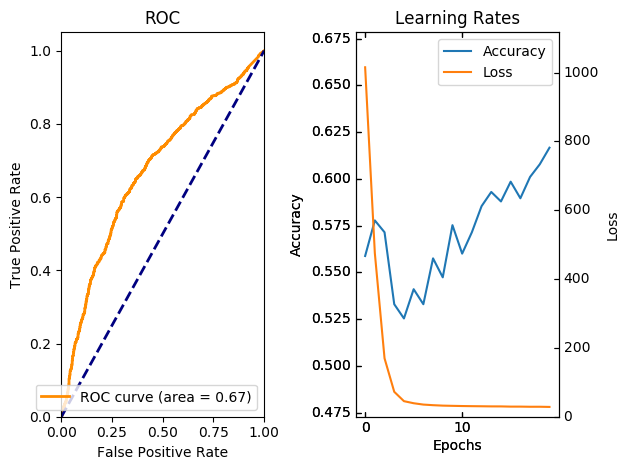 ROC
True Positive Rate
1.0
0.8
0.6
0.4
0.2
0.0
ROC curve (area = 0.67)
0.00 0.25 0.50 0.75 1.00
False Positive Rate
Learning Rates
Accuracy
0.675
0.650
0.625
0.600
0.575
0.550
0.525
0.500
0.475
Accuracy
Loss
1000
800
600
400
200
0
Loss
0 10
Epochs